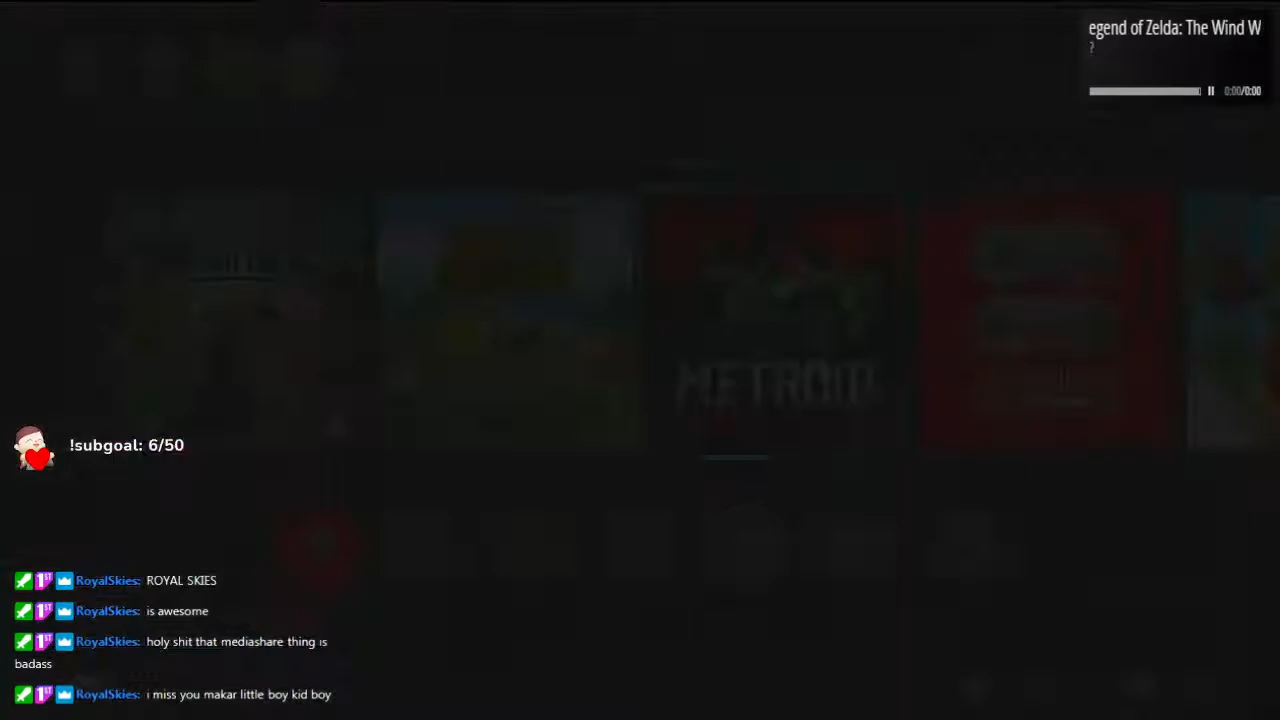 egend of Zelda: The Wind W
?
0:00/0:00
METROID
!subgoal: 6/50
RoyalSkies: ROYAL SKIES
RoyalSkies: is awesome
RoyalSkies: holy shit that mediashare thing is
badass
RoyalSkies: i miss you makar little boy kid boy